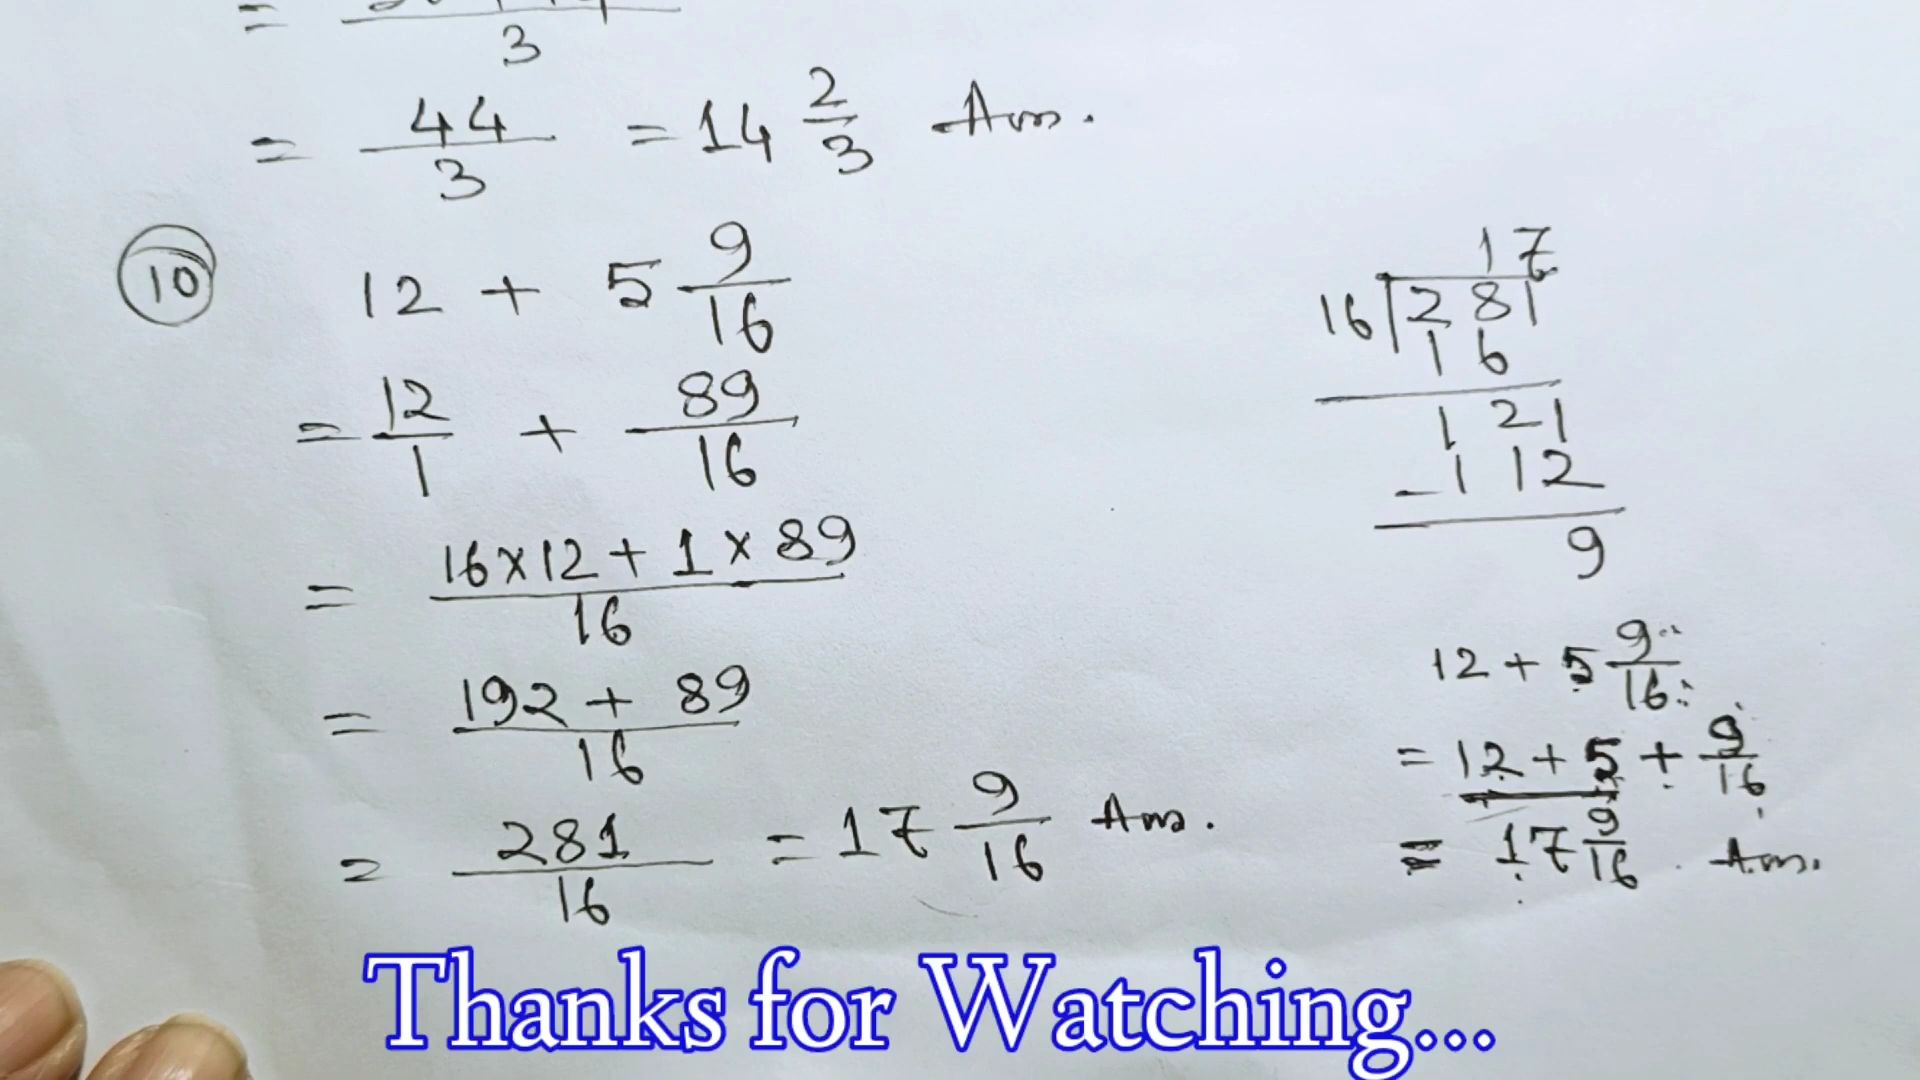 = 3
= 44/3 = 14 2/3 Ans.
10 12 + 5 9/16
= 12/1 + 89/16
= 16×12 + 1×89 / 16
= 192 + 89 / 16
= 281/16 = 17 9/16 Ans.
17
16 281
16
121
-112
9
12 + 5 9/16
= 12 + 5 + 9/16
= 17 9/16 Ans.
Thanks for Watching...